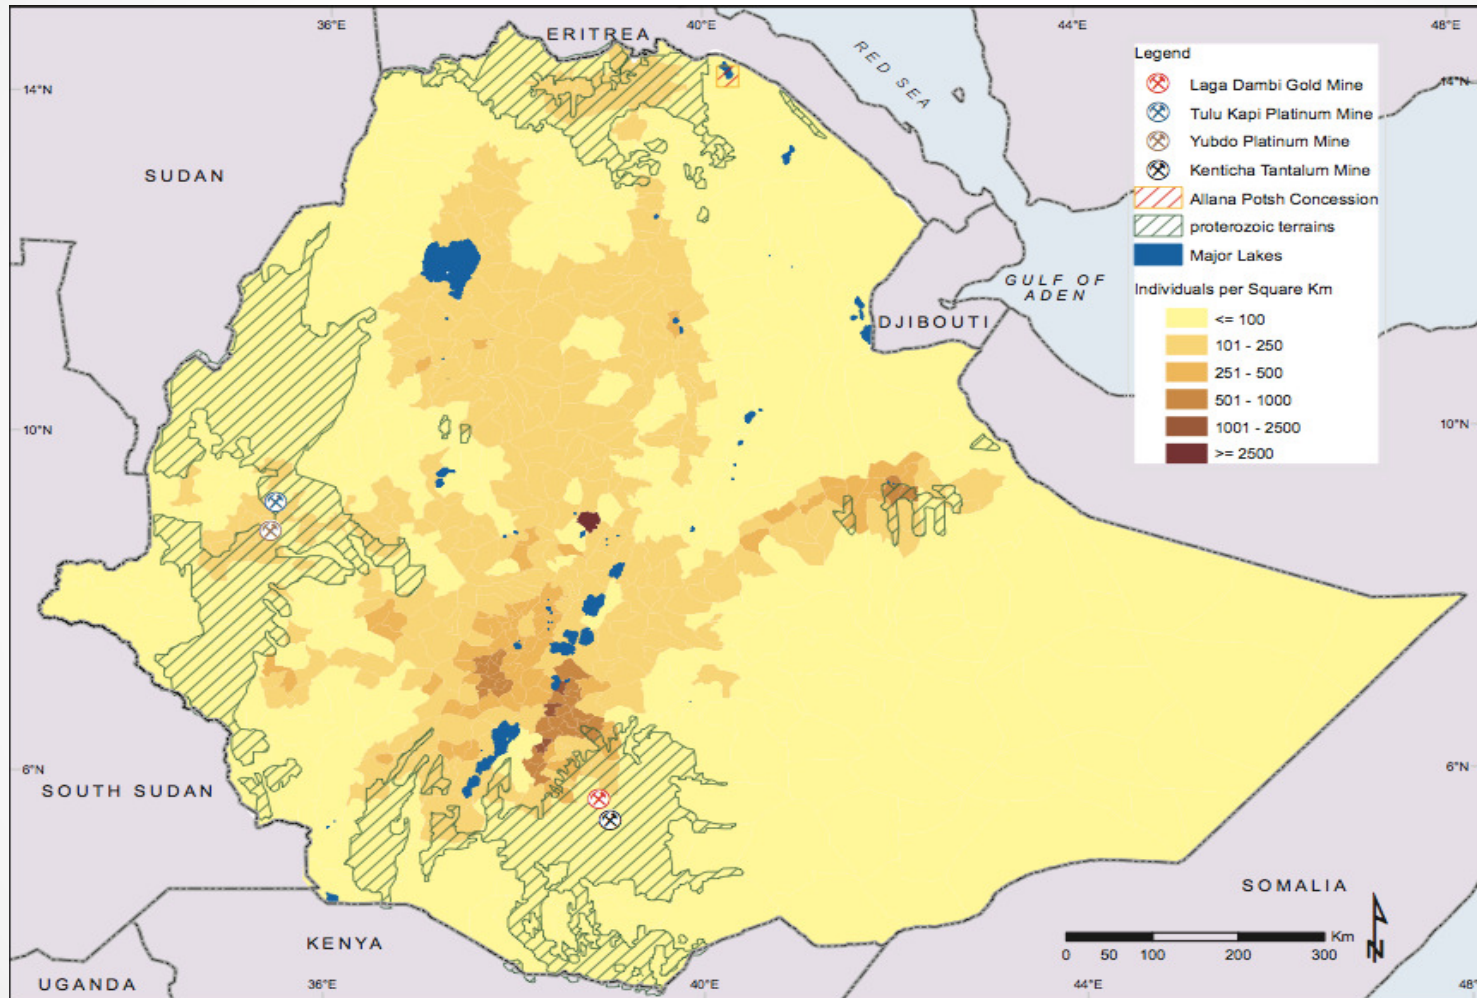 36°E
40°E
44°E
48°E
ERITREA
RED SEA
14°N
14°N
SUDAN
Legend
Laga Dambi Gold Mine
Tulu Kapi Platinum Mine
Yubdo Platinum Mine
Kenticha Tantalum Mine
Allana Potsh Concession
proterozoic terrains
Major Lakes
Individuals per Square Km
<= 100
101 - 250
251 - 500
501 - 1000
1001 - 2500
>= 2500
GULF OF
ADEN
DJIBOUTI
10°N
10°N
6°N
6°N
SOUTH SUDAN
SOMALIA
KENYA
UGANDA
Km
0 50 100 200 300
N
36°E
40°E
44°E
48°